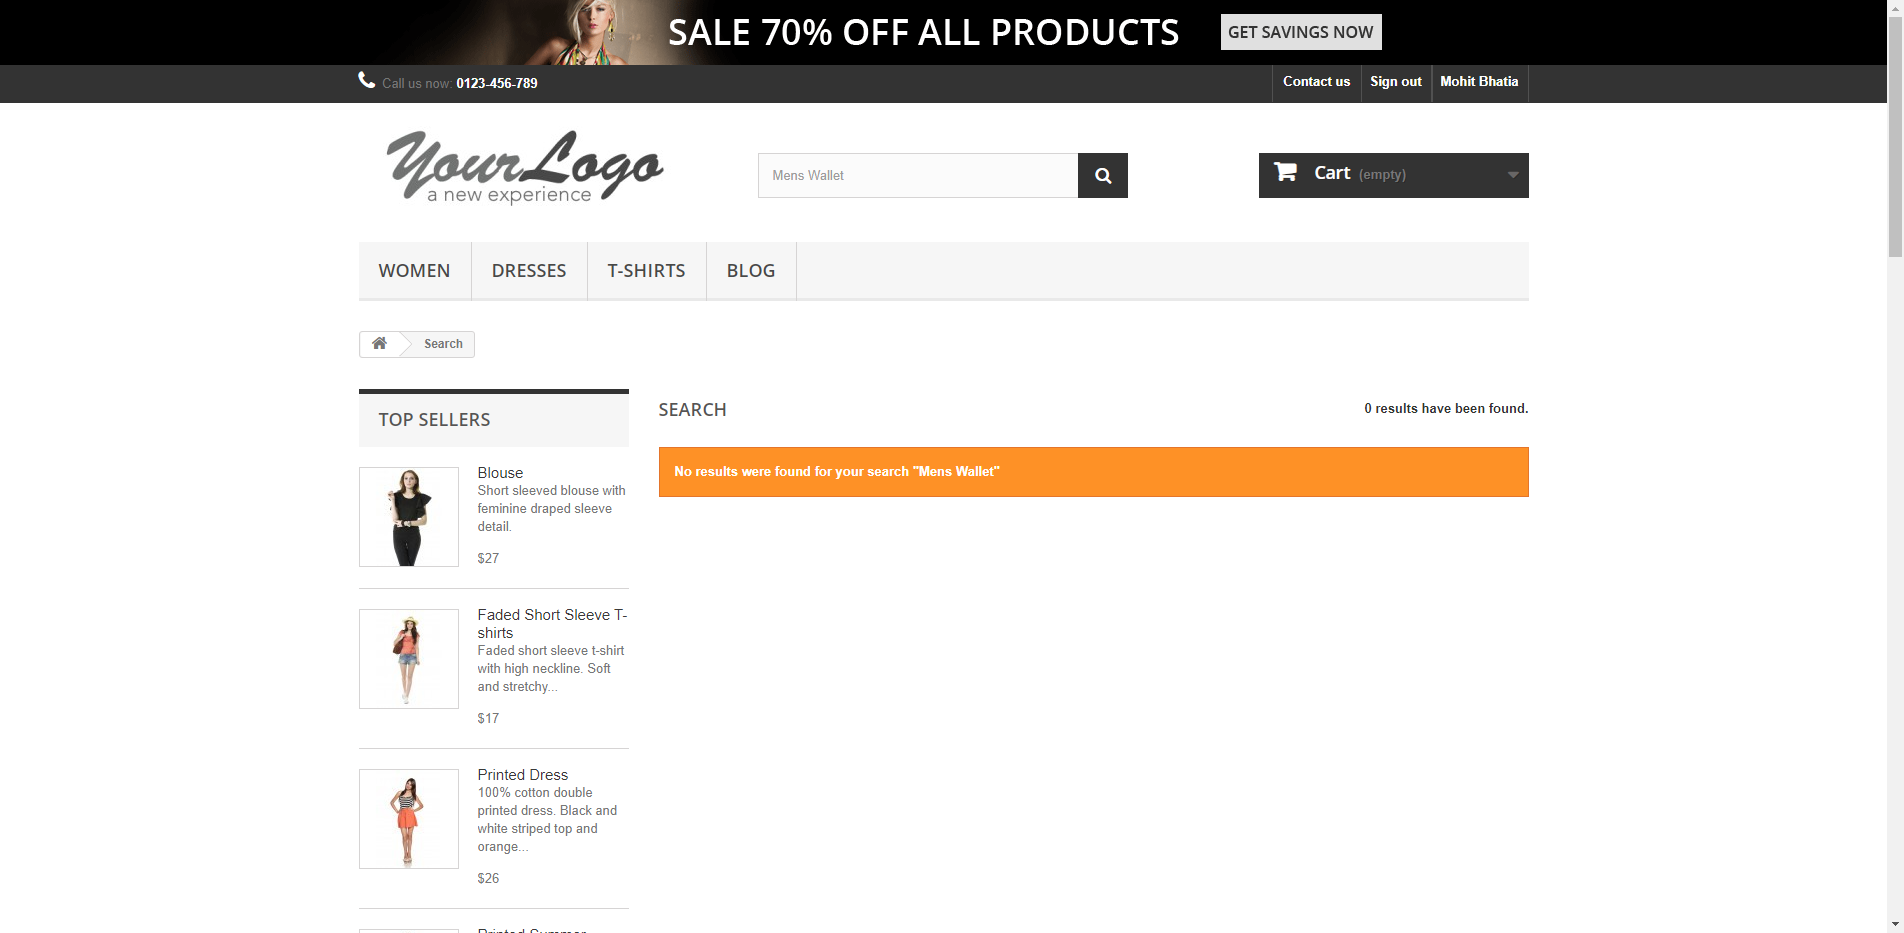 SALE 70% OFF ALL PRODUCTS
GET SAVINGS NOW
Call us now: 0123-456-789
Contact us
Sign out
Mohit Bhatia
YourLogo
a new experience
Mens Wallet
Cart (empty)
WOMEN
DRESSES
T-SHIRTS
BLOG
Search
TOP SELLERS
Blouse
Short sleeved blouse with
feminine draped sleeve
detail.
$27
Faded Short Sleeve T-
shirts
Faded short sleeve t-shirt
with high neckline. Soft
and stretchy...
$17
Printed Dress
100% cotton double
printed dress. Black and
white striped top and
orange...
$26
Printed Summer
SEARCH
0 results have been found.
No results were found for your search "Mens Wallet"